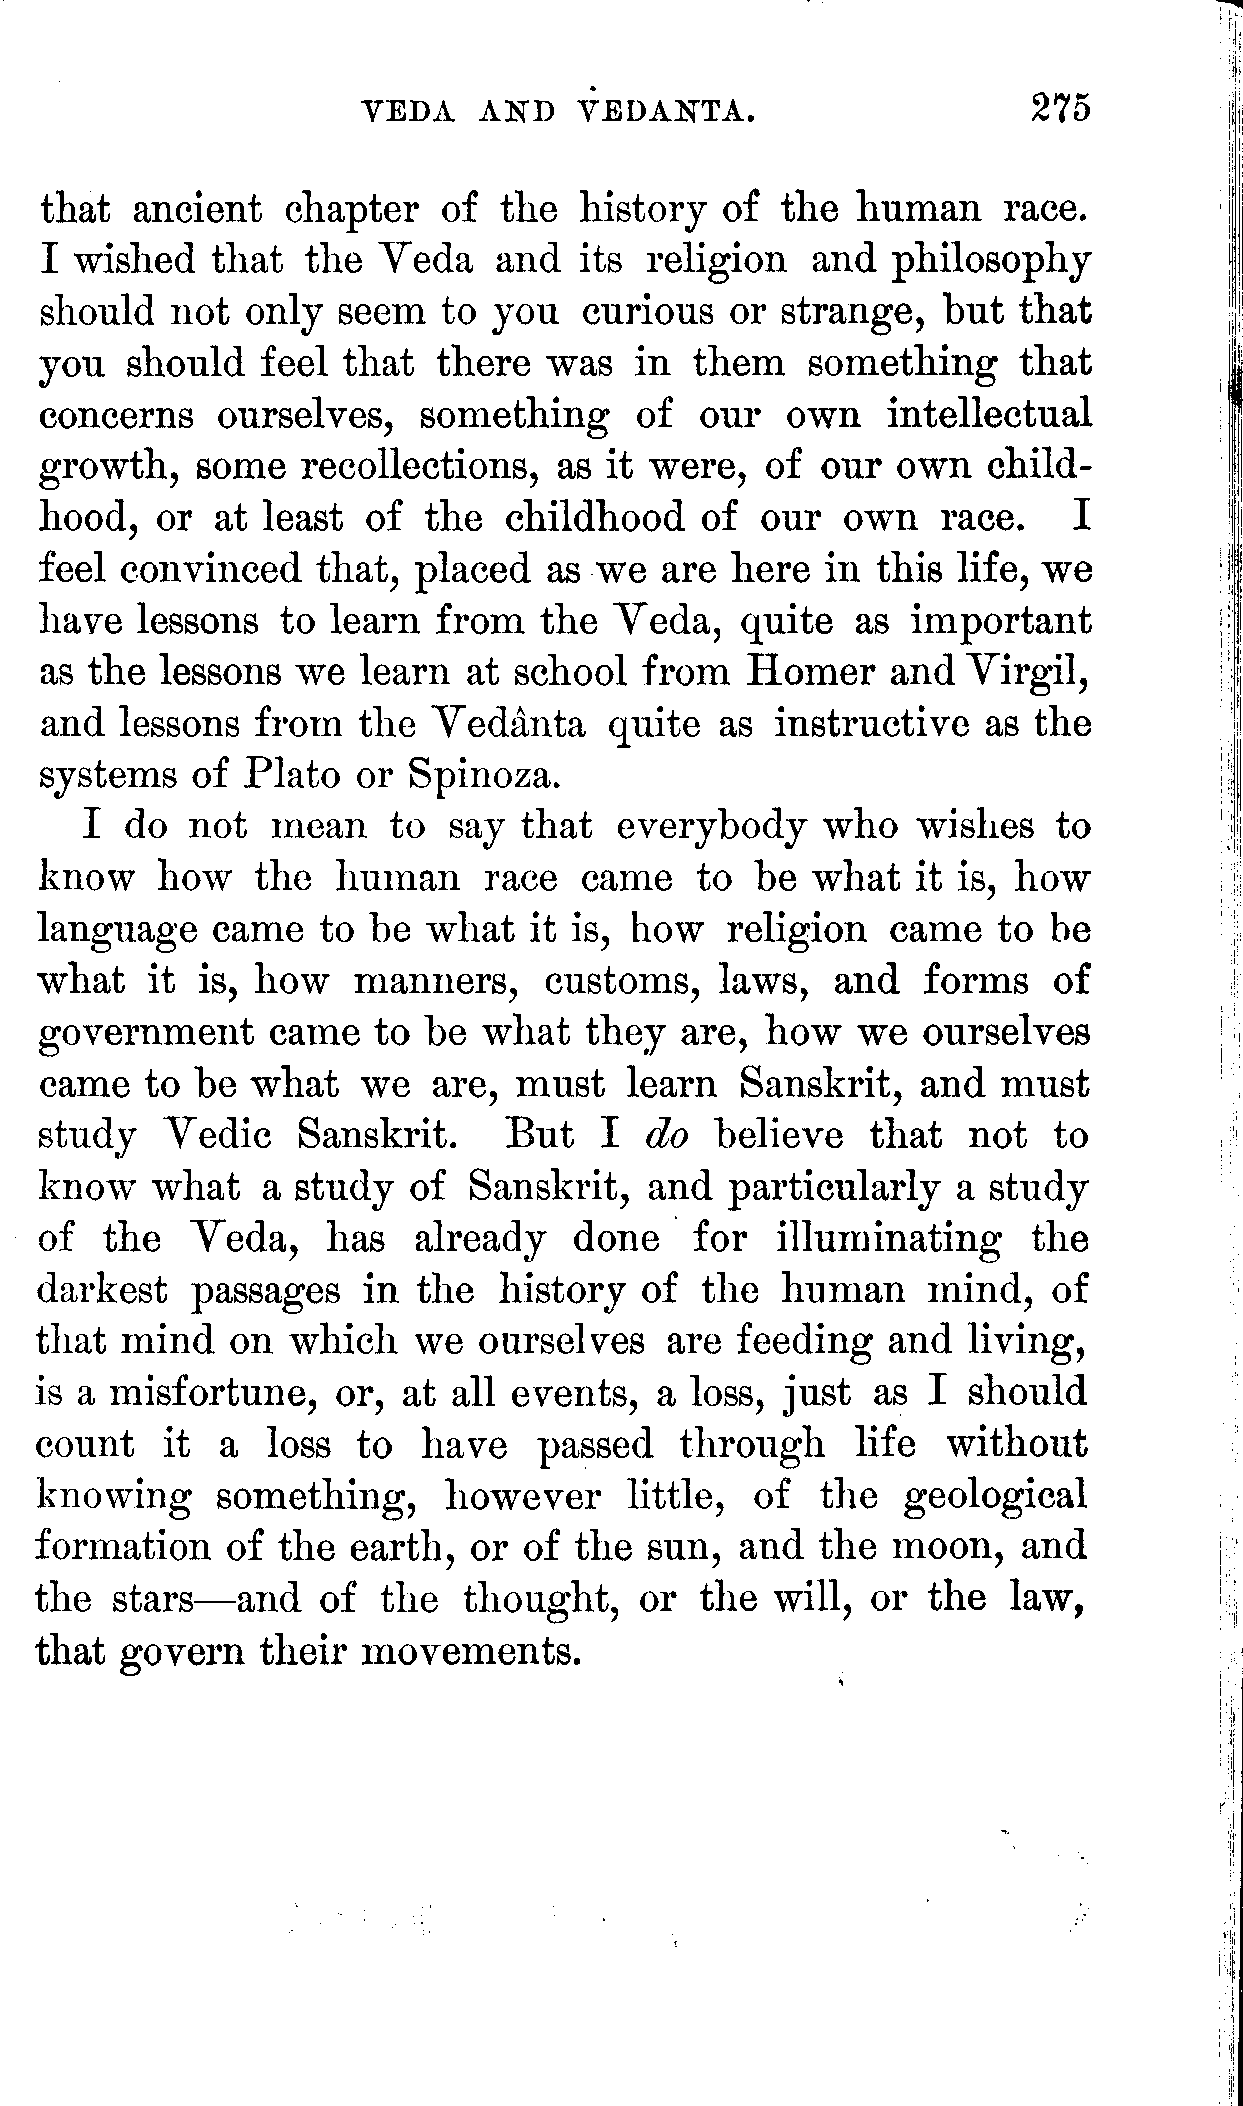 VEDA AND VEDANTA. 275
that ancient chapter of the history of the human race.
I wished that the Veda and its religion and philosophy
should not only seem to you curious or strange, but that
you should feel that there was in them something that
concerns ourselves, something of our own intellectual
growth, some recollections, as it were, of our own child-
hood, or at least of the childhood of our own race. I
feel convinced that, placed as we are here in this life, we
have lessons to learn from the Veda, quite as important
as the lessons we learn at school from Homer and Virgil,
and lessons from the Vedânta quite as instructive as the
systems of Plato or Spinoza.
I do not mean to say that everybody who wishes to
know how the human race came to be what it is, how
language came to be what it is, how religion came to be
what it is, how manners, customs, laws, and forms of
government came to be what they are, how we ourselves
came to be what we are, must learn Sanskrit, and must
study Vedic Sanskrit. But I do believe that not to
know what a study of Sanskrit, and particularly a study
of the Veda, has already done for illuminating the
darkest passages in the history of the human mind, of
that mind on which we ourselves are feeding and living,
is a misfortune, or, at all events, a loss, just as I should
count it a loss to have passed through life without
knowing something, however little, of the geological
formation of the earth, or of the sun, and the moon, and
the stars—and of the thought, or the will, or the law,
that govern their movements.